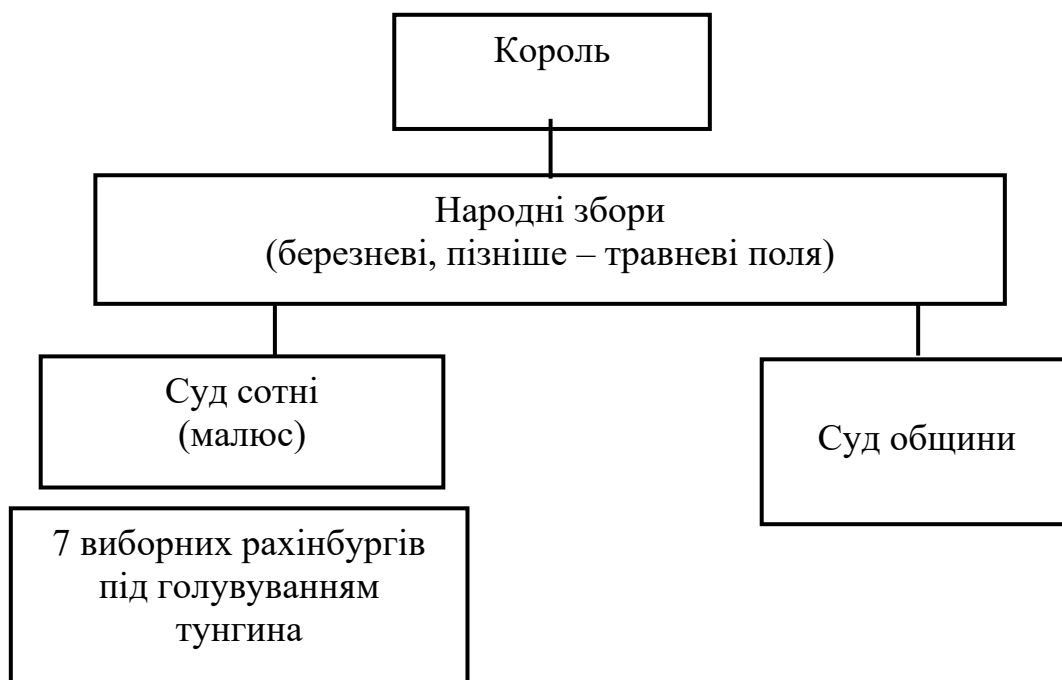 Король
Народні збори
(березневі, пізніше – травневі поля)
Суд сотні
(малюс)
Суд общини
7 виборних рахінбургів
під голувуванням
тунгина